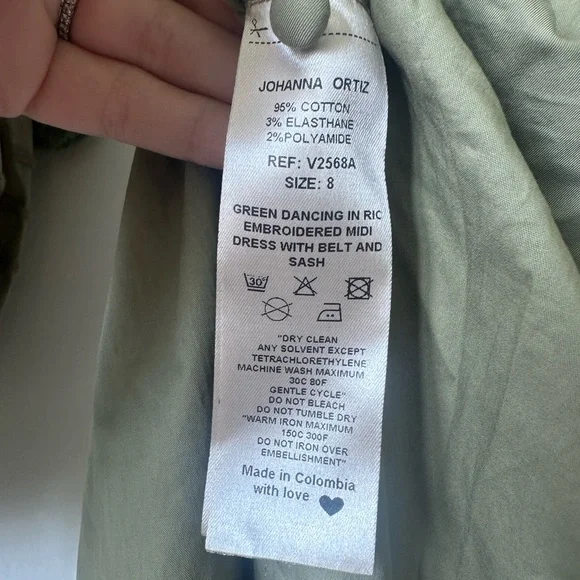 JOHANNA ORTIZ
95% COTTON
3% ELASTHANE
2%POLYAMIDE
REF: V2568A
SIZE: 8
GREEN DANCING IN RIO
EMBROIDERED MIDI
DRESS WITH BELT AND
SASH
30°
"DRY CLEAN
ANY SOLVENT EXCEPT
TETRACHLORETHYLENE
MACHINE WASH MAXIMUM
30C 80F
GENTLE CYCLE"
DO NOT BLEACH
DO NOT TUMBLE DRY
"WARM IRON MAXIMUM
150C 300F
DO NOT IRON OVER
EMBELLISHMENT"
Made in Colombia
with love